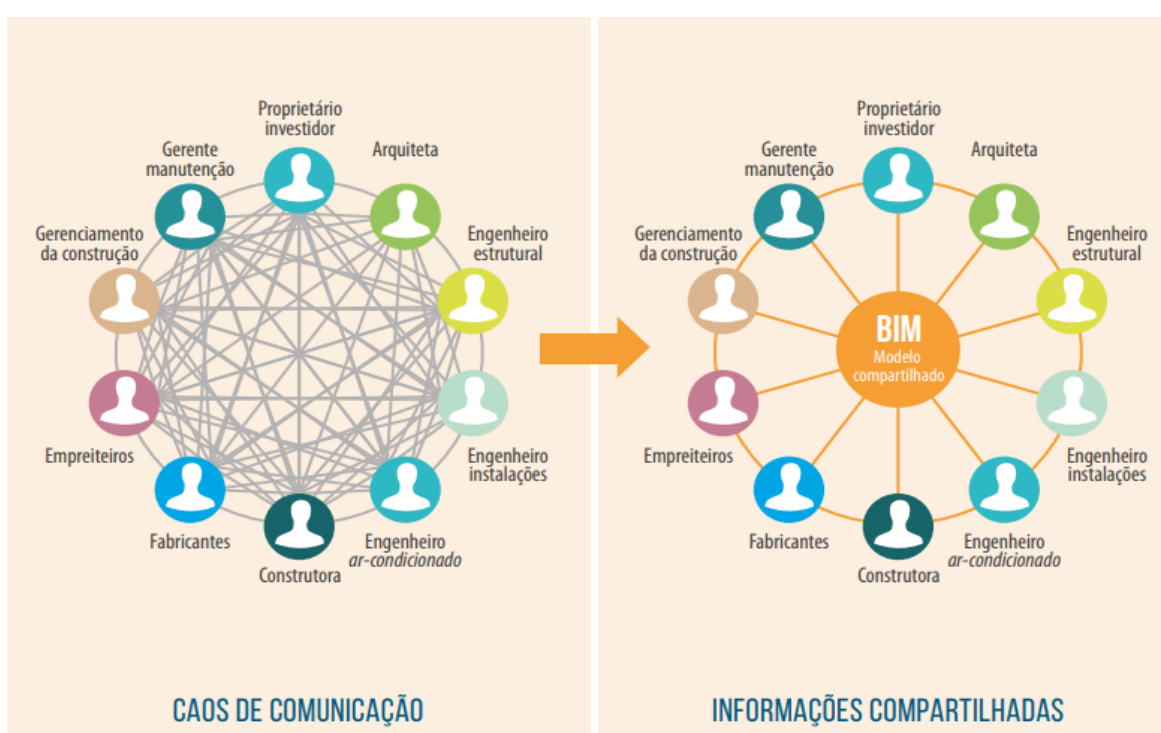 Proprietário
investidor
Gerente
manutenção
Arquiteta
Gerenciamento
da construção
Engenheiro
estrutural
Empreiteiros
Engenheiro
instalações
Fabricantes
Engenheiro
ar-condicionado
Construtora
CAOS DE COMUNICAÇÃO
Proprietário
investidor
Gerente
manutenção
Arquiteta
Gerenciamento
da construção
Engenheiro
estrutural
BIM
Modelo
compartilhado
Empreiteiros
Engenheiro
instalações
Fabricantes
Engenheiro
ar-condicionado
Construtora
INFORMAÇÕES COMPARTILHADAS